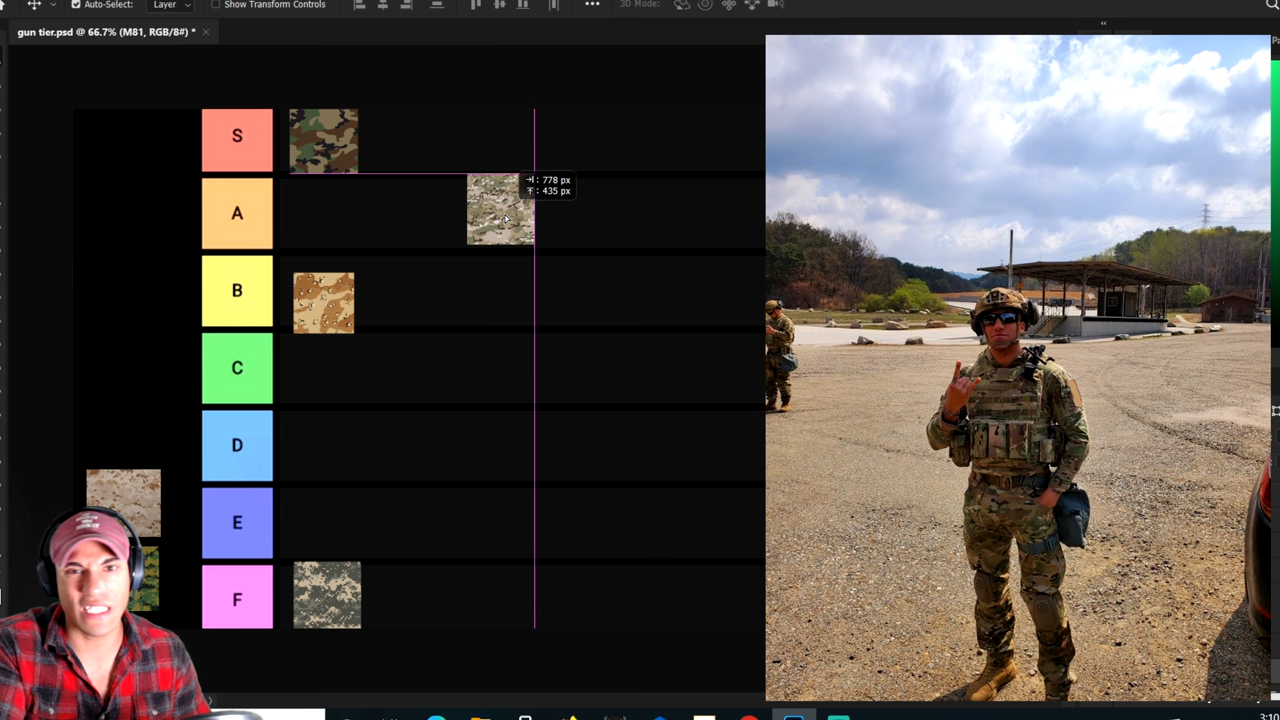 Auto-Select:
Layer
Show Transform Controls
3D Mode:
gun tier.psd @ 66.7% (M81, RGB/8#) *
S
: 778 px
: 435 px
A
B
C
D
E
F